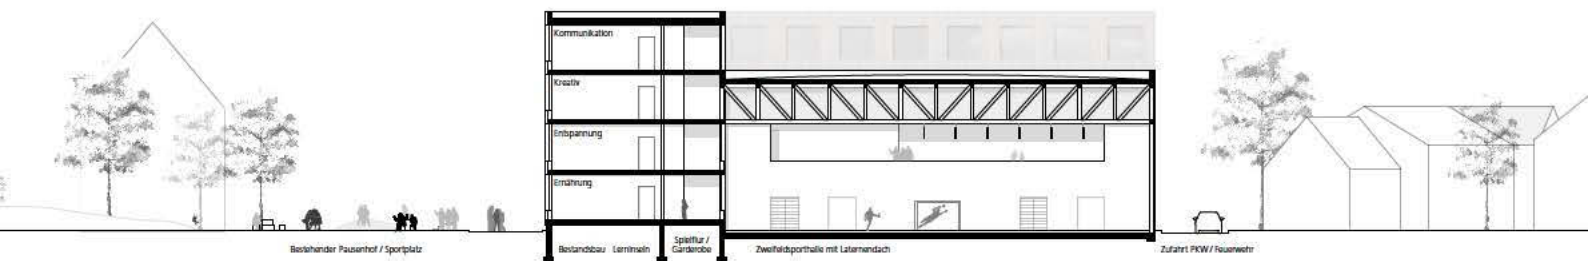 Kommunikation
Kreativ
Entspannung
Ernährung
Bestehender Pausenhof / Sportplatz
Bestandsbau Lerninseln
Spielflur /
Garderobe
Zweifeldsporthalle mit Laternendach
Zufahrt PKW / Feuerwehr